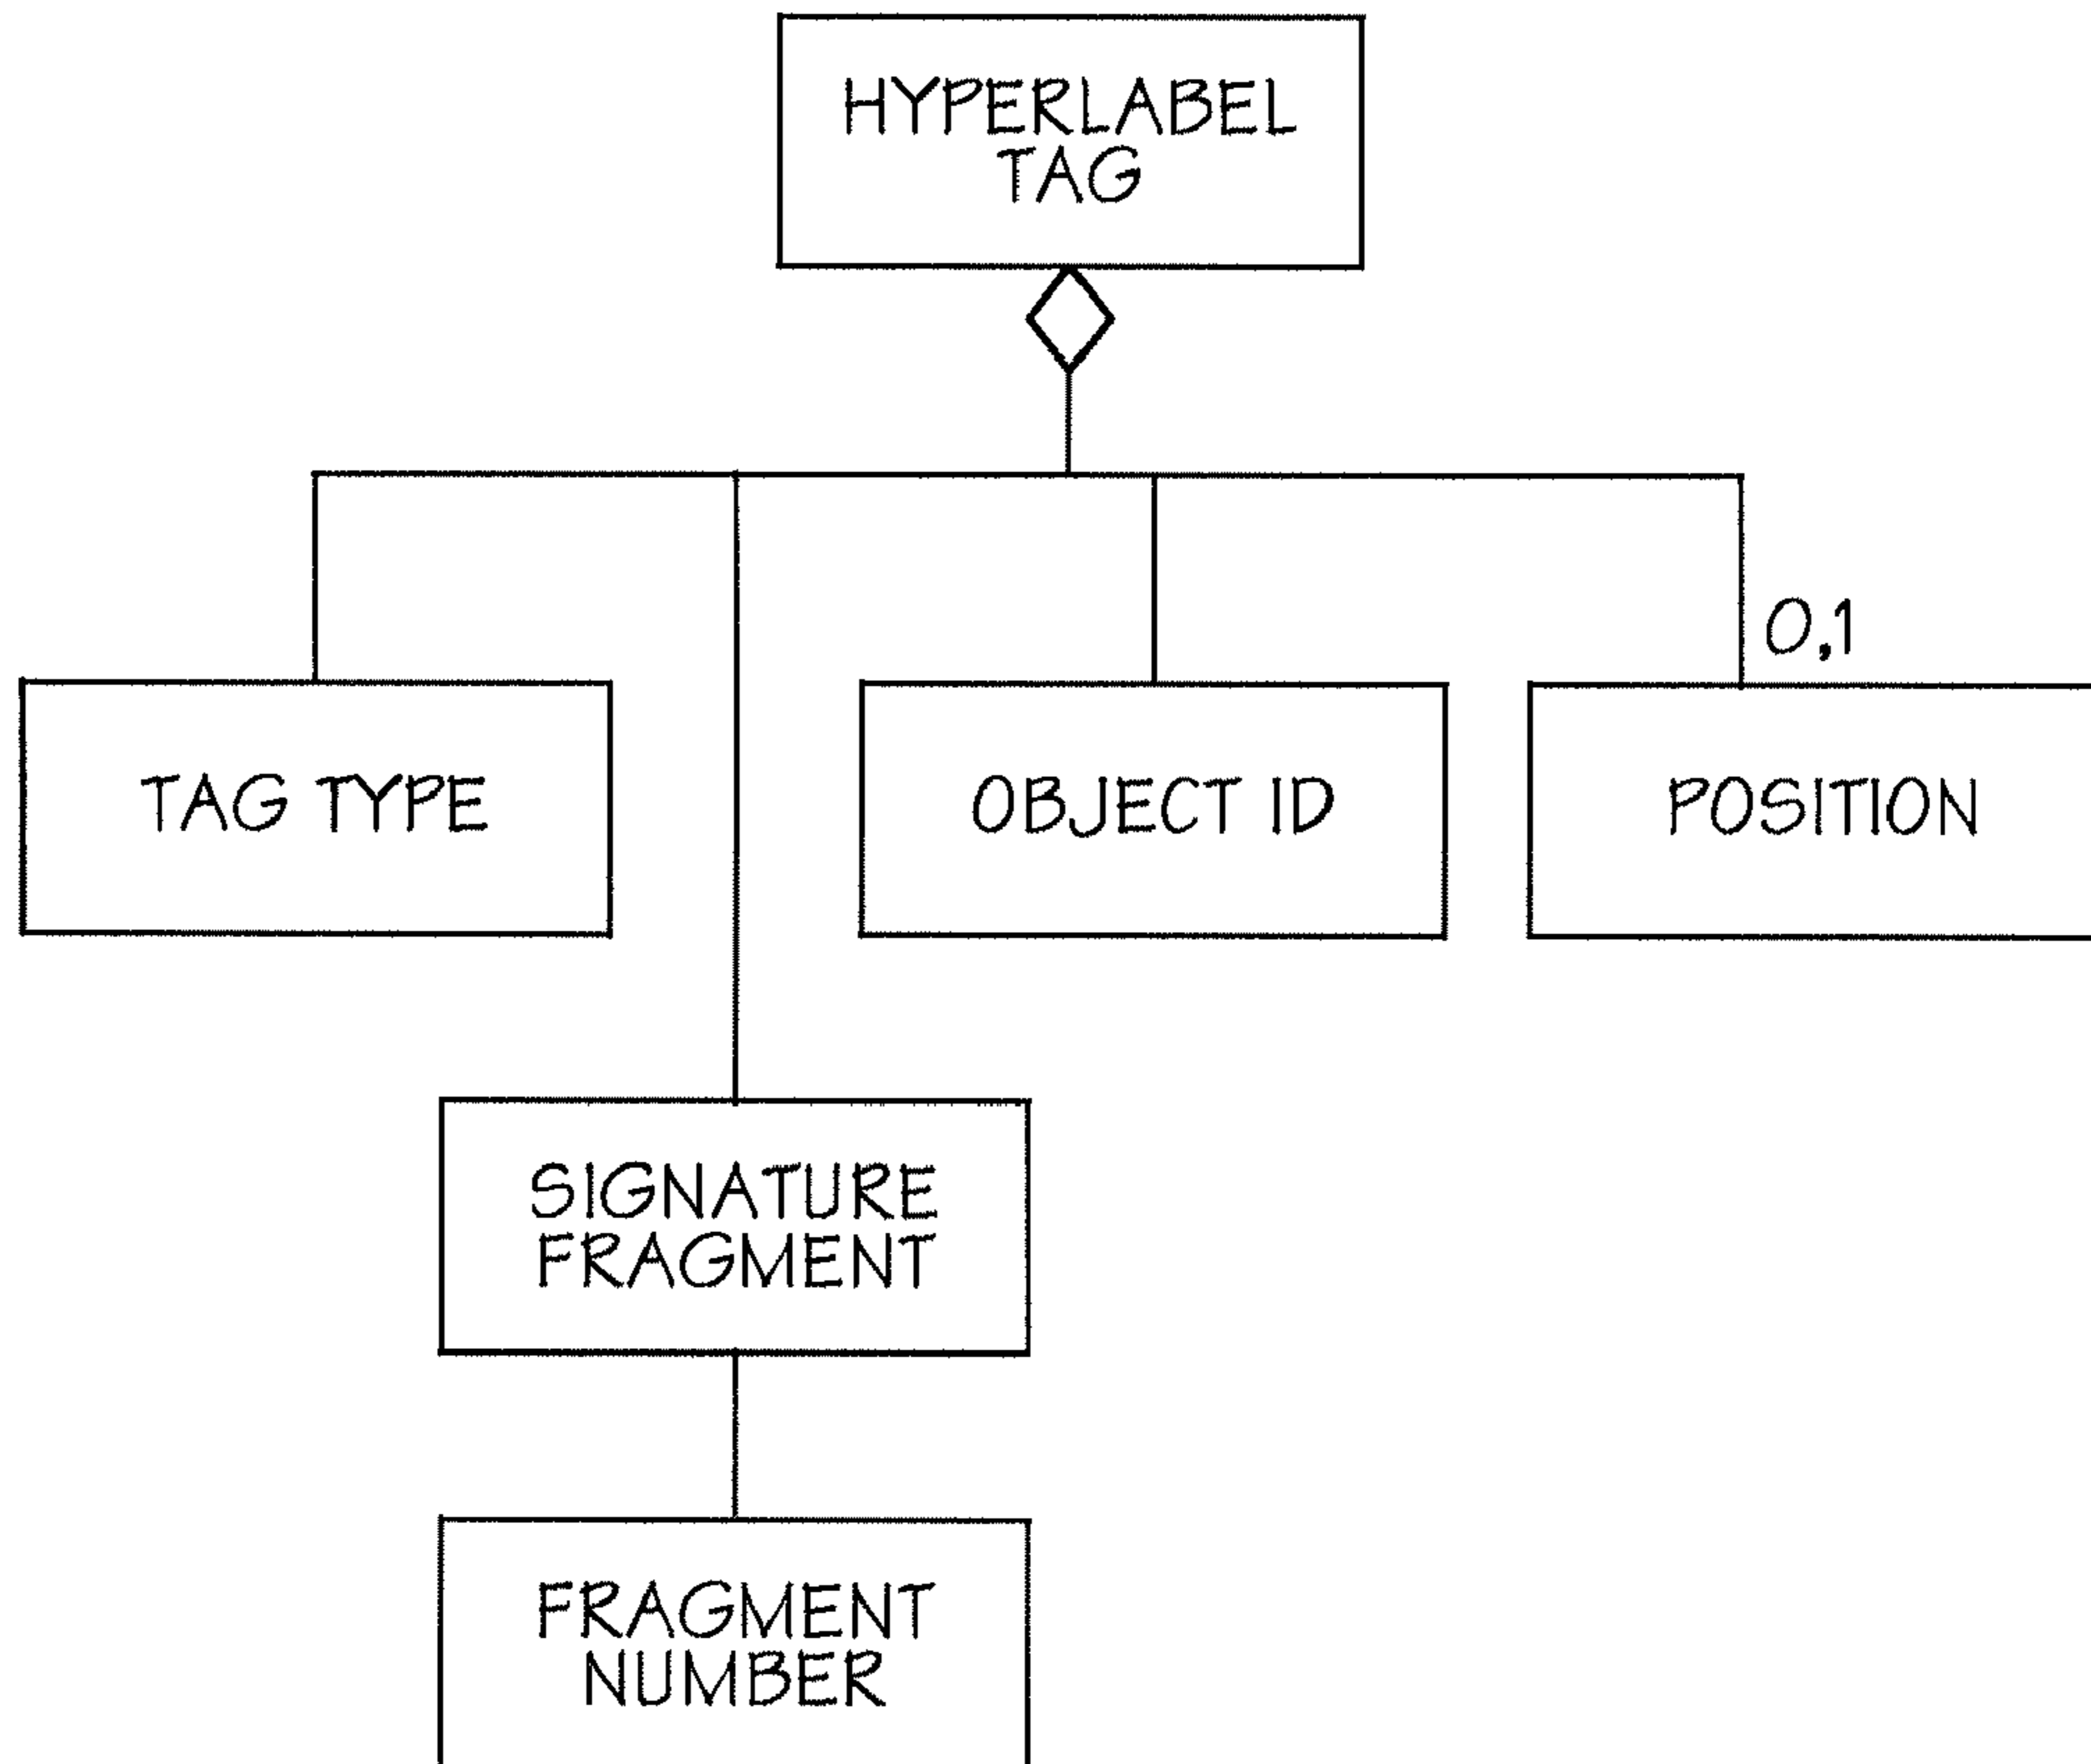 HYPERLABEL
TAG
0,1
TAG TYPE
OBJECT ID
POSITION
SIGNATURE
FRAGMENT
FRAGMENT
NUMBER